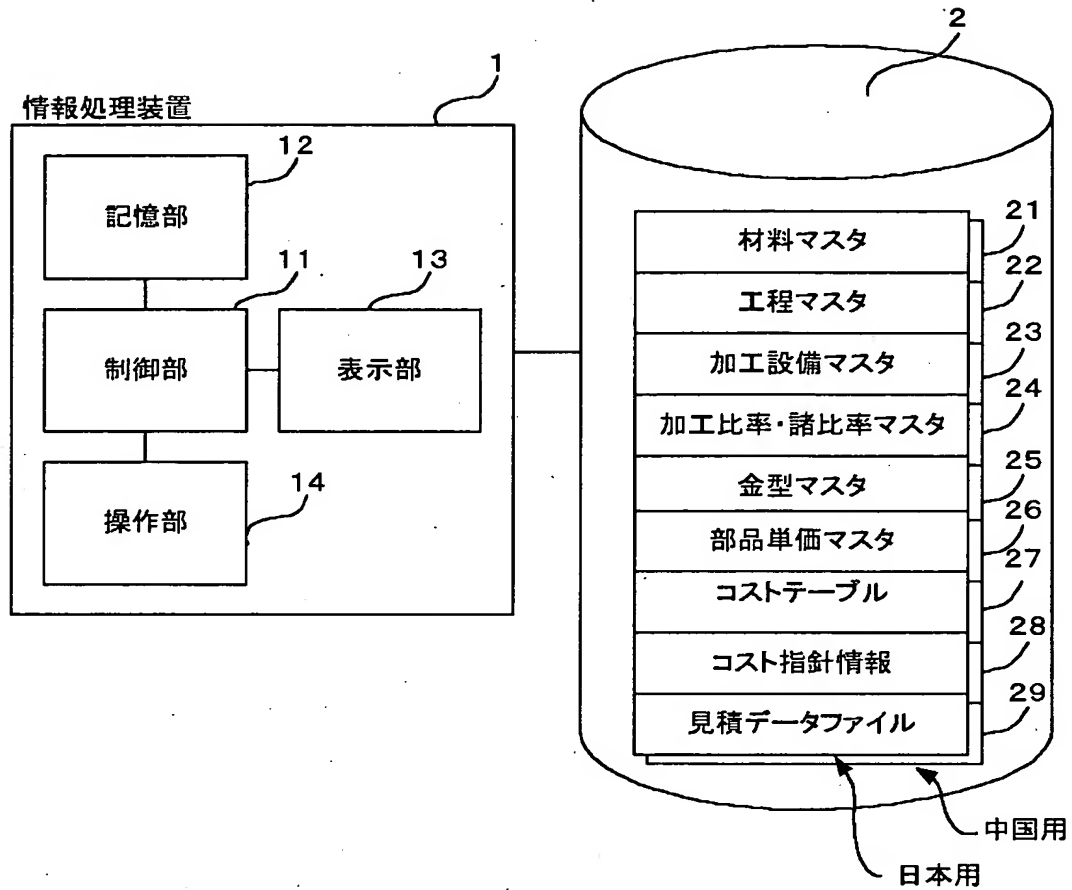 2
1
情報処理装置
12
記憶部
11
13
制御部
表示部
14
操作部
21
材料マスタ
22
工程マスタ
23
加工設備マスタ
24
加工比率・諸比率マスタ
25
金型マスタ
26
部品単価マスタ
27
コストテーブル
28
コスト指針情報
29
見積データファイル
中国用
日本用